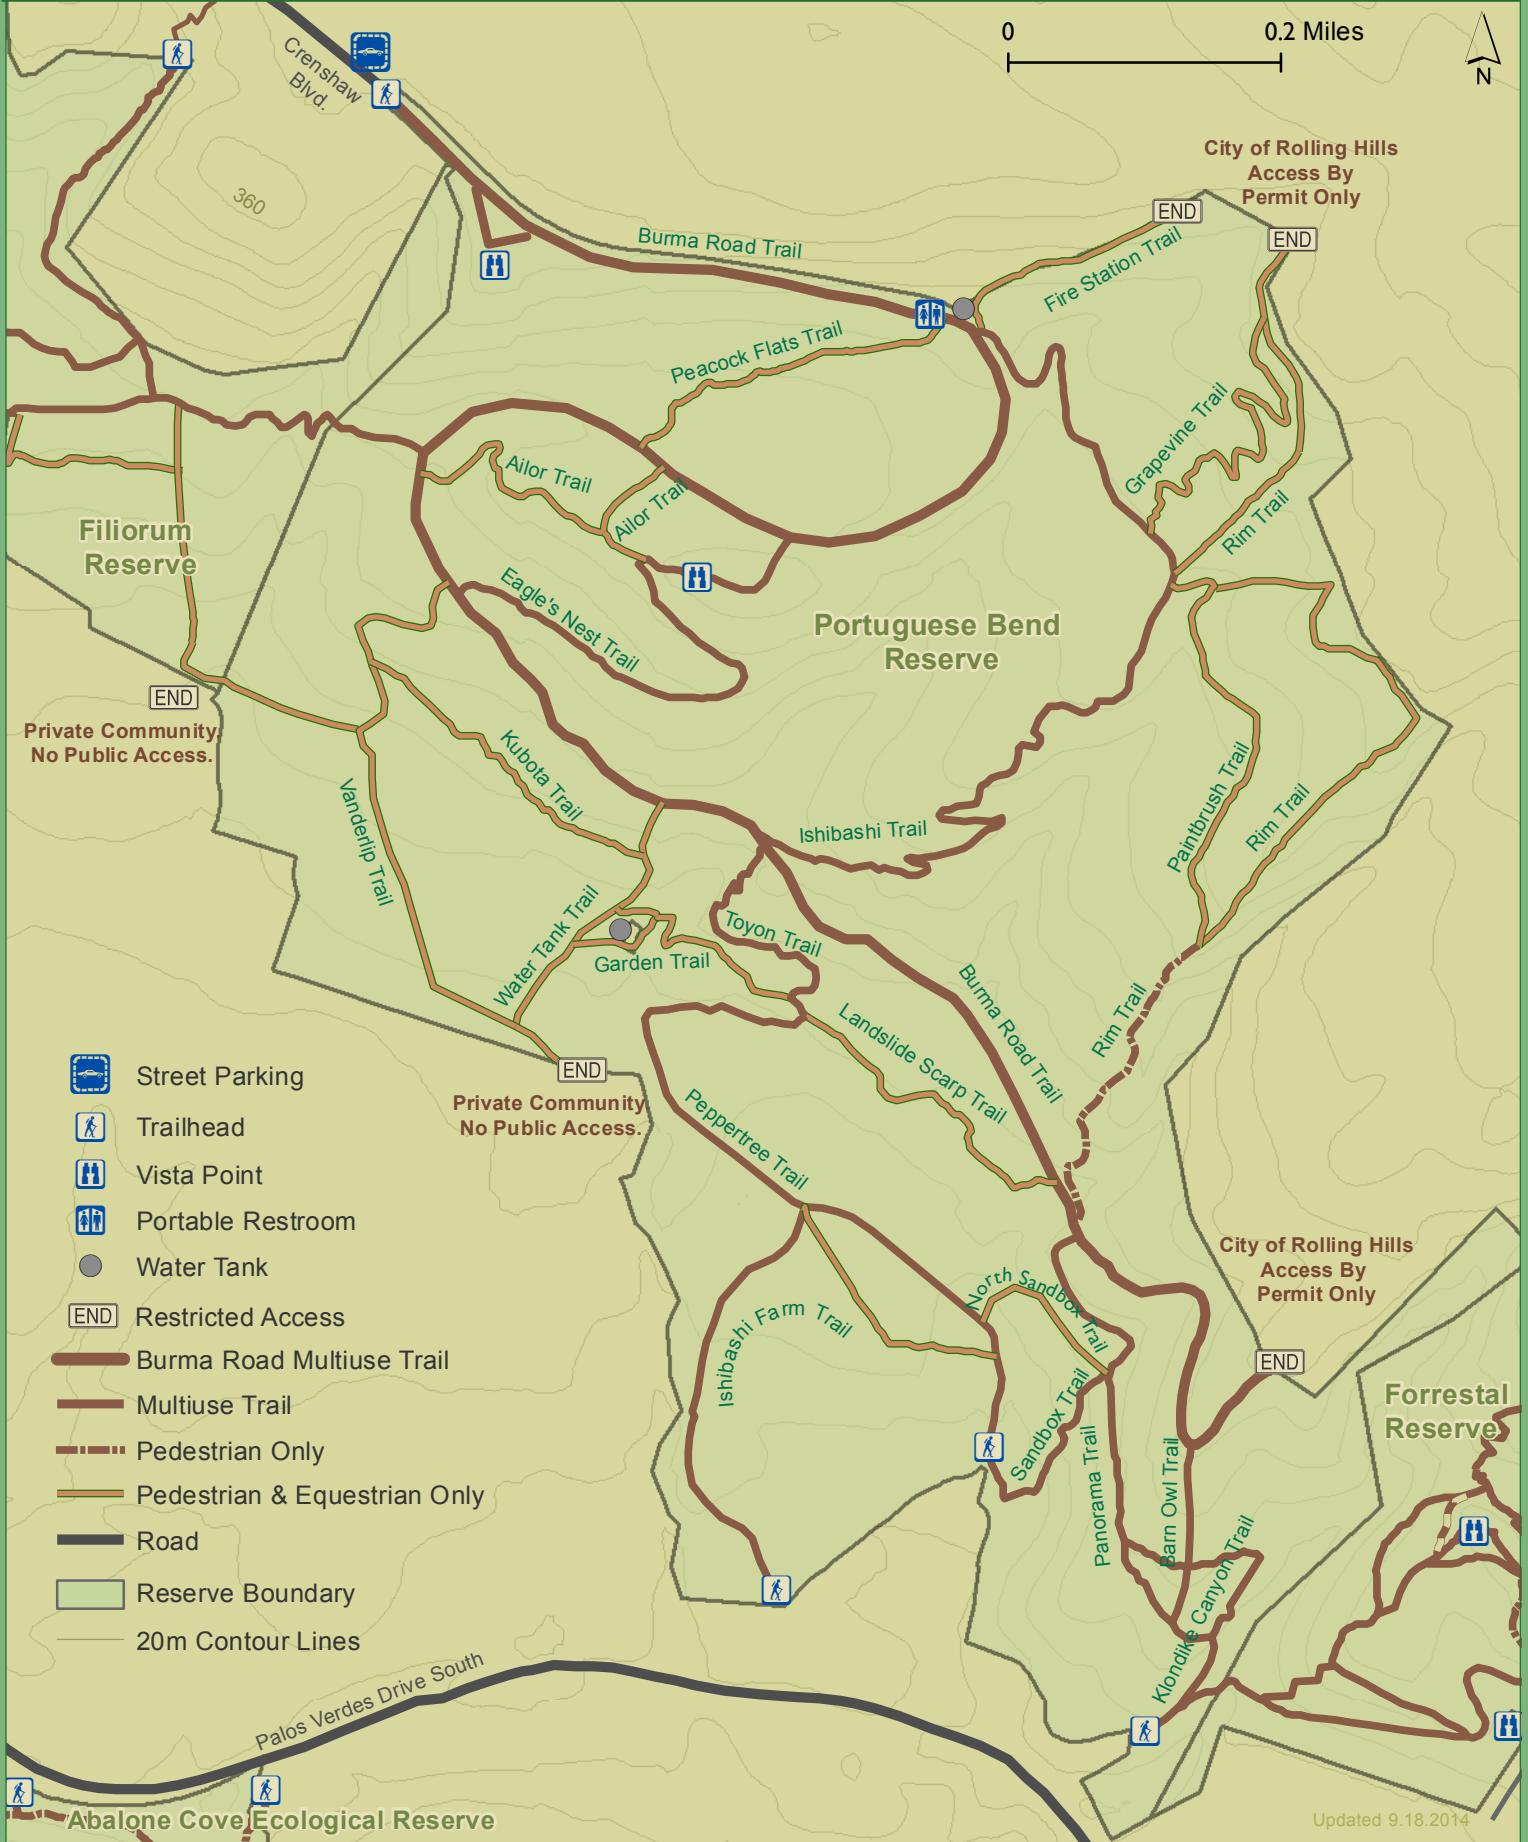 0
0.2 Miles
N
Crenshaw
Blvd.
City of Rolling Hills
Access By
Permit Only
END
END
360
Burma Road Trail
Fire Station Trail
Peacock Flats Trail
Grapevine Trail
Ailor Trail
Ailor Trail
Rim Trail
Filiorum
Reserve
Eagle's Nest Trail
Portuguese Bend
Reserve
END
Private Community,
No Public Access.
Kubota Trail
Vanderlip Trail
Paintbrush Trail
Rim Trail
Ishibashi Trail
Water Tank Trail
Toyon Trail
Garden Trail
Burma Road Trail
Landslide Scarp Trail
Rim Trail
END
Private Community,
No Public Access.
Peppertree Trail
Street Parking
Trailhead
Vista Point
Portable Restroom
Water Tank
END
Restricted Access
Burma Road Multiuse Trail
Multiuse Trail
Pedestrian Only
Pedestrian & Equestrian Only
Road
Reserve Boundary
20m Contour Lines
City of Rolling Hills
Access By
Permit Only
END
North Sandbox Trail
Ishibashi Farm Trail
Sandbox Trail
Panorama Trail
Barn Owl Trail
Klondike Canyon Trail
Forrestal
Reserve
Palos Verdes Drive South
Abalone Cove Ecological Reserve
Updated 9.18.2014